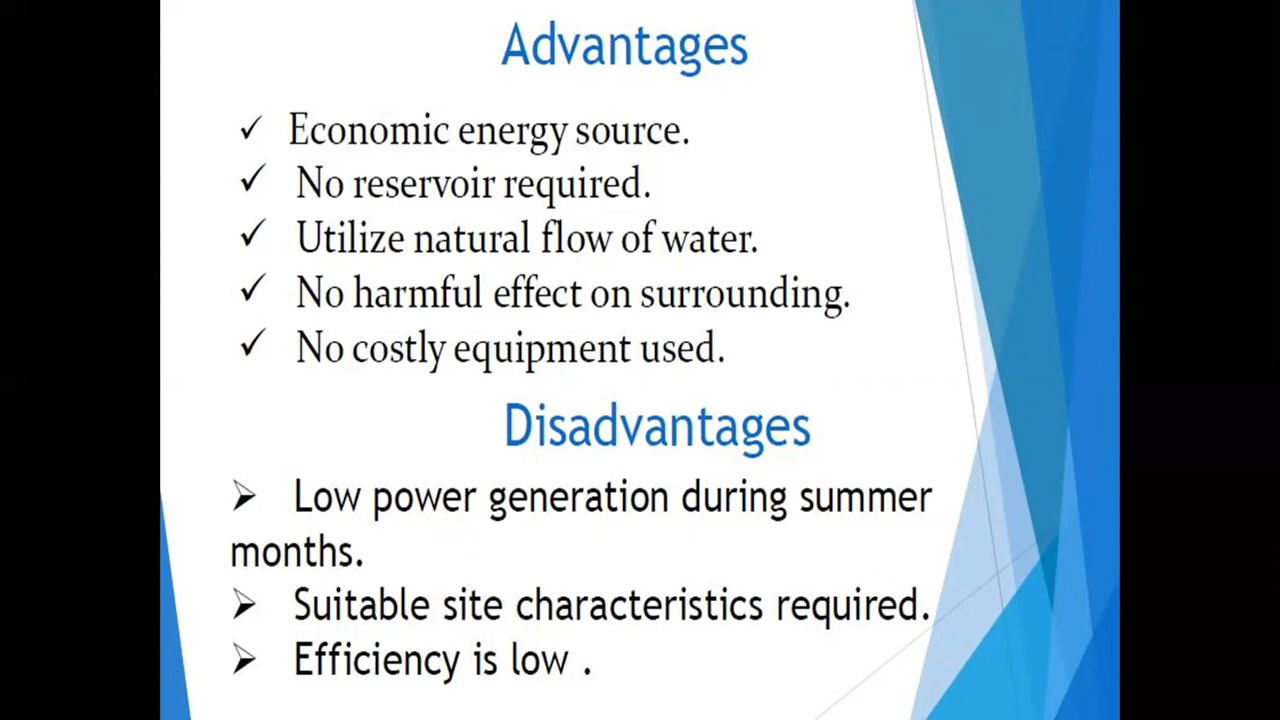 Advantages
✓ Economic energy source.
✓ No reservoir required.
✓ Utilize natural flow of water.
✓ No harmful effect on surrounding.
✓ No costly equipment used.
Disadvantages
➢ Low power generation during summer
months.
➢ Suitable site characteristics required.
➢ Efficiency is low .